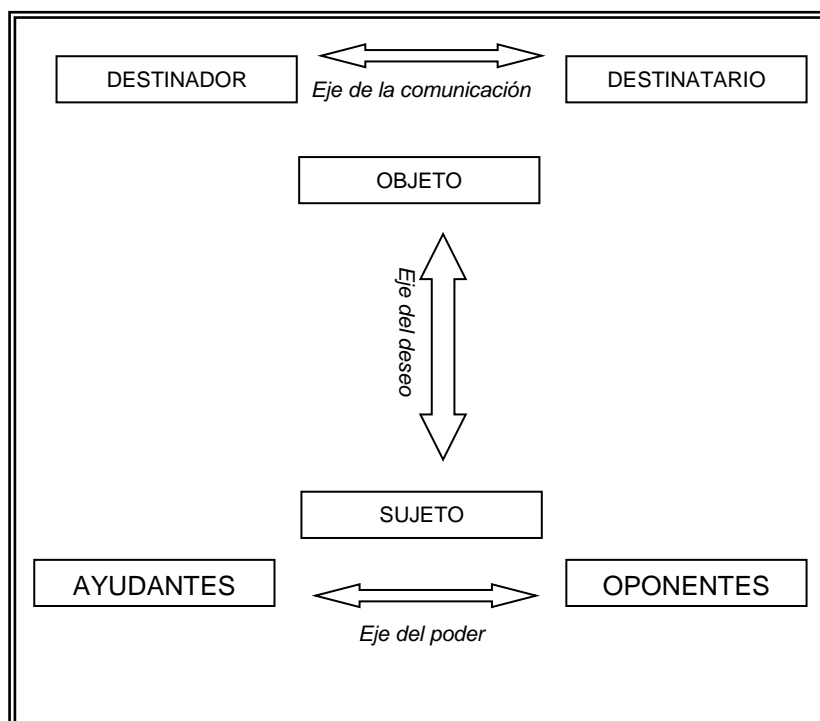 DESTINADOR
DESTINATARIO
Eje de la comunicación
OBJETO
Eje del deseo
SUJETO
AYUDANTES
OPONENTES
Eje del poder